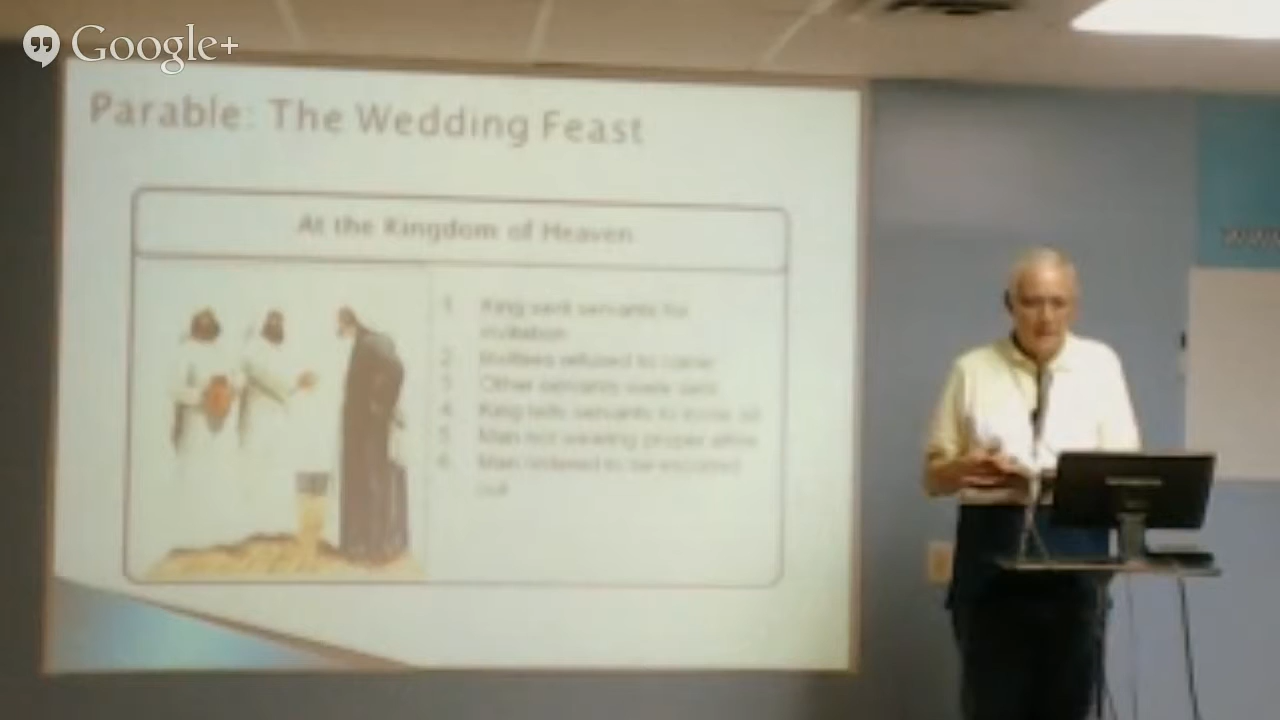 Google+
Parable: The Wedding Feast
At the Kingdom of Heaven
1. King sent servants for
invitation
2. Invitees refused to came
3. Other servants were sent
4. King tells servants to invite all
5. Man not wearing proper attire
6. Man ordered to be escorted
out